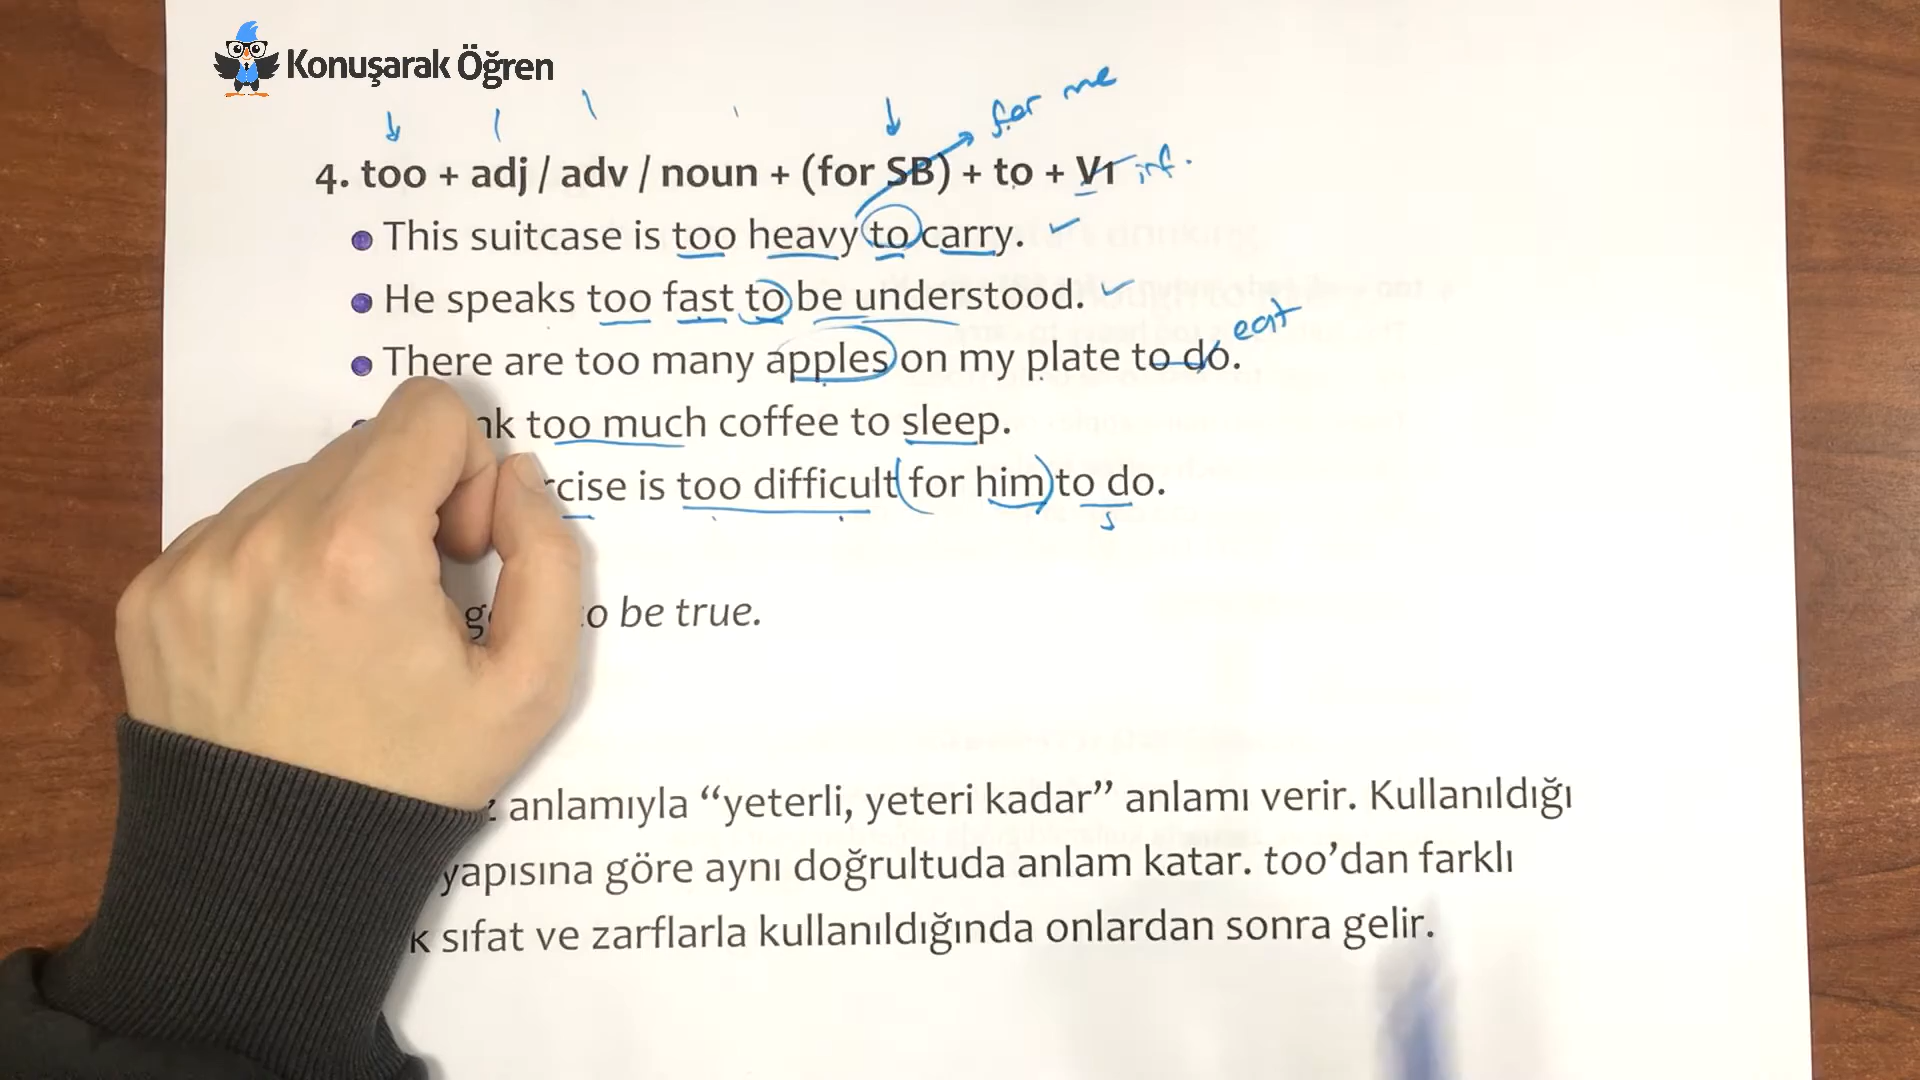 Konuşarak Öğren
for me
4. too + adj / adv / noun + (for SB) + to + V1 inf.
This suitcase is too heavy to carry.
He speaks too fast to be understood.
eat
There are too many apples on my plate to do.
too much coffee to sleep.
is too difficult for him to do.
to be true.
anlamıyla “yeterli, yeteri kadar” anlamı verir. Kullanıldığı
yapısına göre aynı doğrultuda anlam katar. too’dan farklı
sıfat ve zarflarla kullanıldığında onlardan sonra gelir.